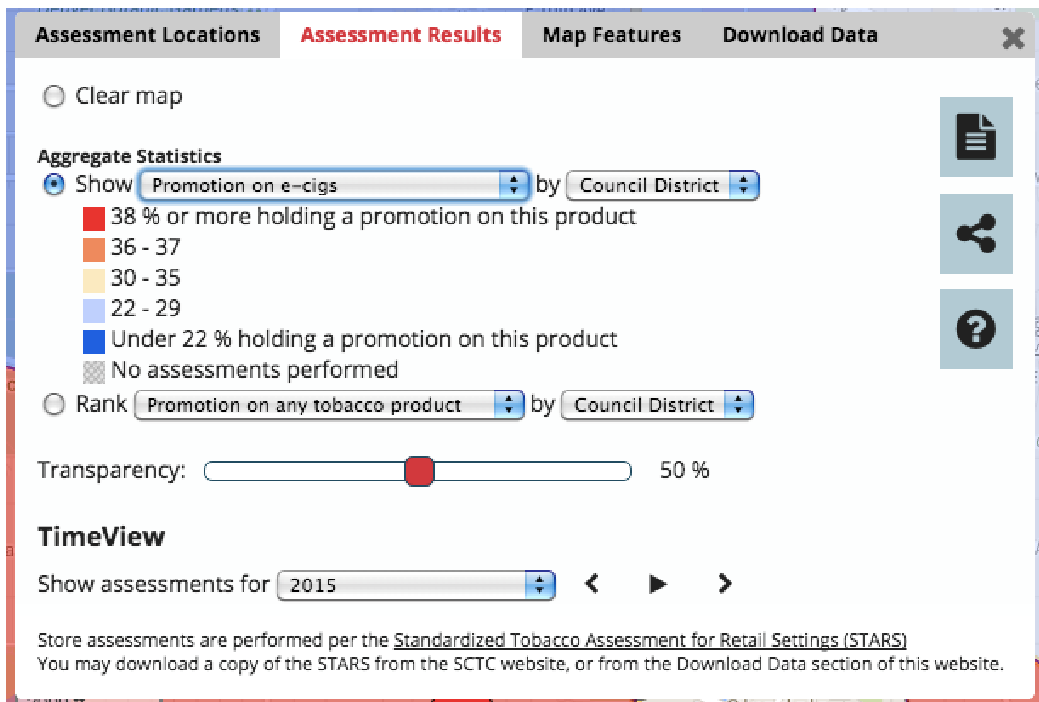 Assessment Locations Assessment Results Map Features Download Data
Clear map
Aggregate Statistics
Show Promotion on e-cigs by Council District
38 % or more holding a promotion on this product
36 - 37
30 - 35
22 - 29
Under 22 % holding a promotion on this product
No assessments performed
Rank Promotion on any tobacco product by Council District
Transparency: 50 %
TimeView
Show assessments for 2015
Store assessments are performed per the Standardized Tobacco Assessment for Retail Settings (STARS)
You may download a copy of the STARS from the SCTC website, or from the Download Data section of this website.